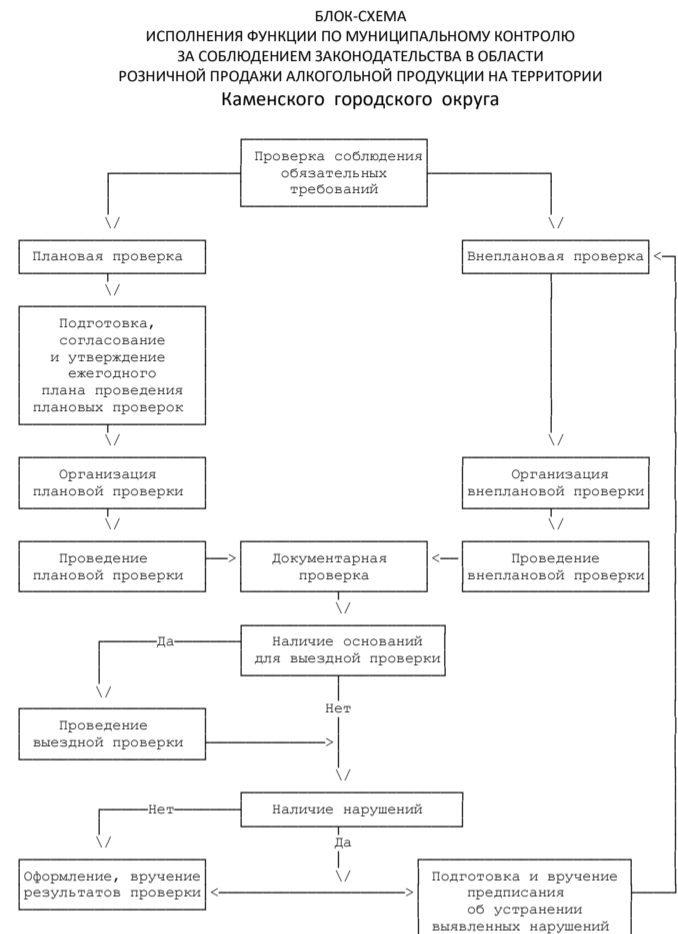 БЛОК-СХЕМА
ИСПОЛНЕНИЯ ФУНКЦИИ ПО МУНИЦИПАЛЬНОМУ КОНТРОЛЮ
ЗА СОБЛЮДЕНИЕМ ЗАКОНОДАТЕЛЬСТВА В ОБЛАСТИ
РОЗНИЧНОЙ ПРОДАЖИ АЛКОГОЛЬНОЙ ПРОДУКЦИИ НА ТЕРРИТОРИИ
Каменского городского округа
Проверка соблюдения
обязательных
требований
Плановая проверка
Внеплановая проверка
Подготовка,
согласование
и утверждение
ежегодного
плана проведения
плановых проверок
Организация
плановой проверки
Организация
внеплановой проверки
Проведение
плановой проверки
Документарная
проверка
Проведение
внеплановой проверки
Да
Наличие оснований
для выездной проверки
Нет
Проведение
выездной проверки
Нет
Наличие нарушений
Да
Оформление, вручение
результатов проверки
Подготовка и вручение
предписания
об устранении
выявленных нарушений